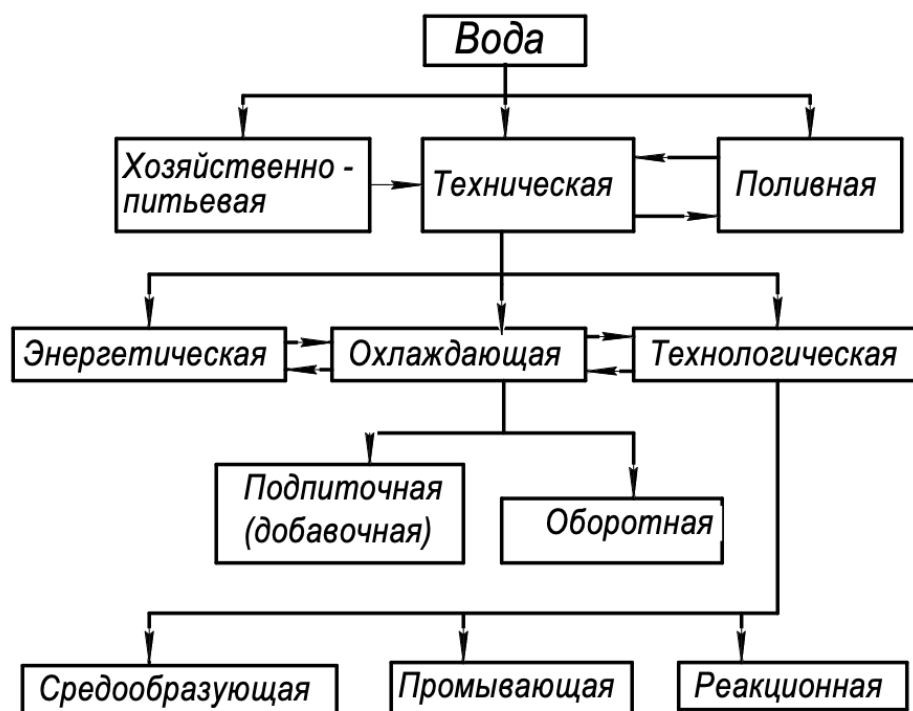 Вода
Хозяйственно -
питьевая
Техническая
Поливная
Энергетическая
Охлаждающая
Технологическая
Подпиточная
(добавочная)
Оборотная
Средообразующая
Промывающая
Реакционная